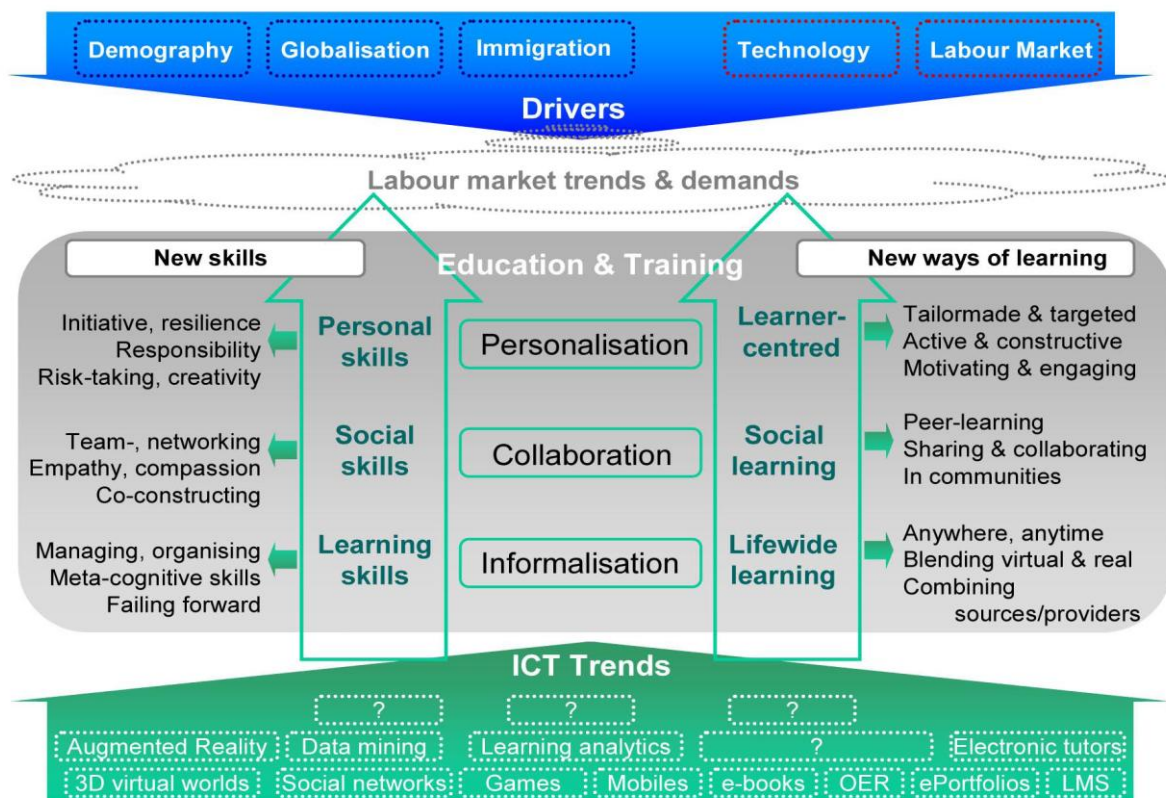 Demography Globalisation Immigration Technology Labour Market
Drivers
Labour market trends & demands
New skills
Education & Training
New ways of learning
Initiative, resilience
Responsibility
Risk-taking, creativity
Personal
skills
Personalisation
Learner-
centred
Tailormade & targeted
Active & constructive
Motivating & engaging
Team-, networking
Empathy, compassion
Co-constructing
Social
skills
Collaboration
Social
learning
Peer-learning
Sharing & collaborating
In communities
Managing, organising
Meta-cognitive skills
Failing forward
Learning
skills
Informalisation
Lifewide
learning
Anywhere, anytime
Blending virtual & real
Combining
sources/providers
ICT Trends
? ? ?
Augmented Reality Data mining Learning analytics ? Electronic tutors
3D virtual worlds Social networks Games Mobiles e-books OER ePortfolios LMS